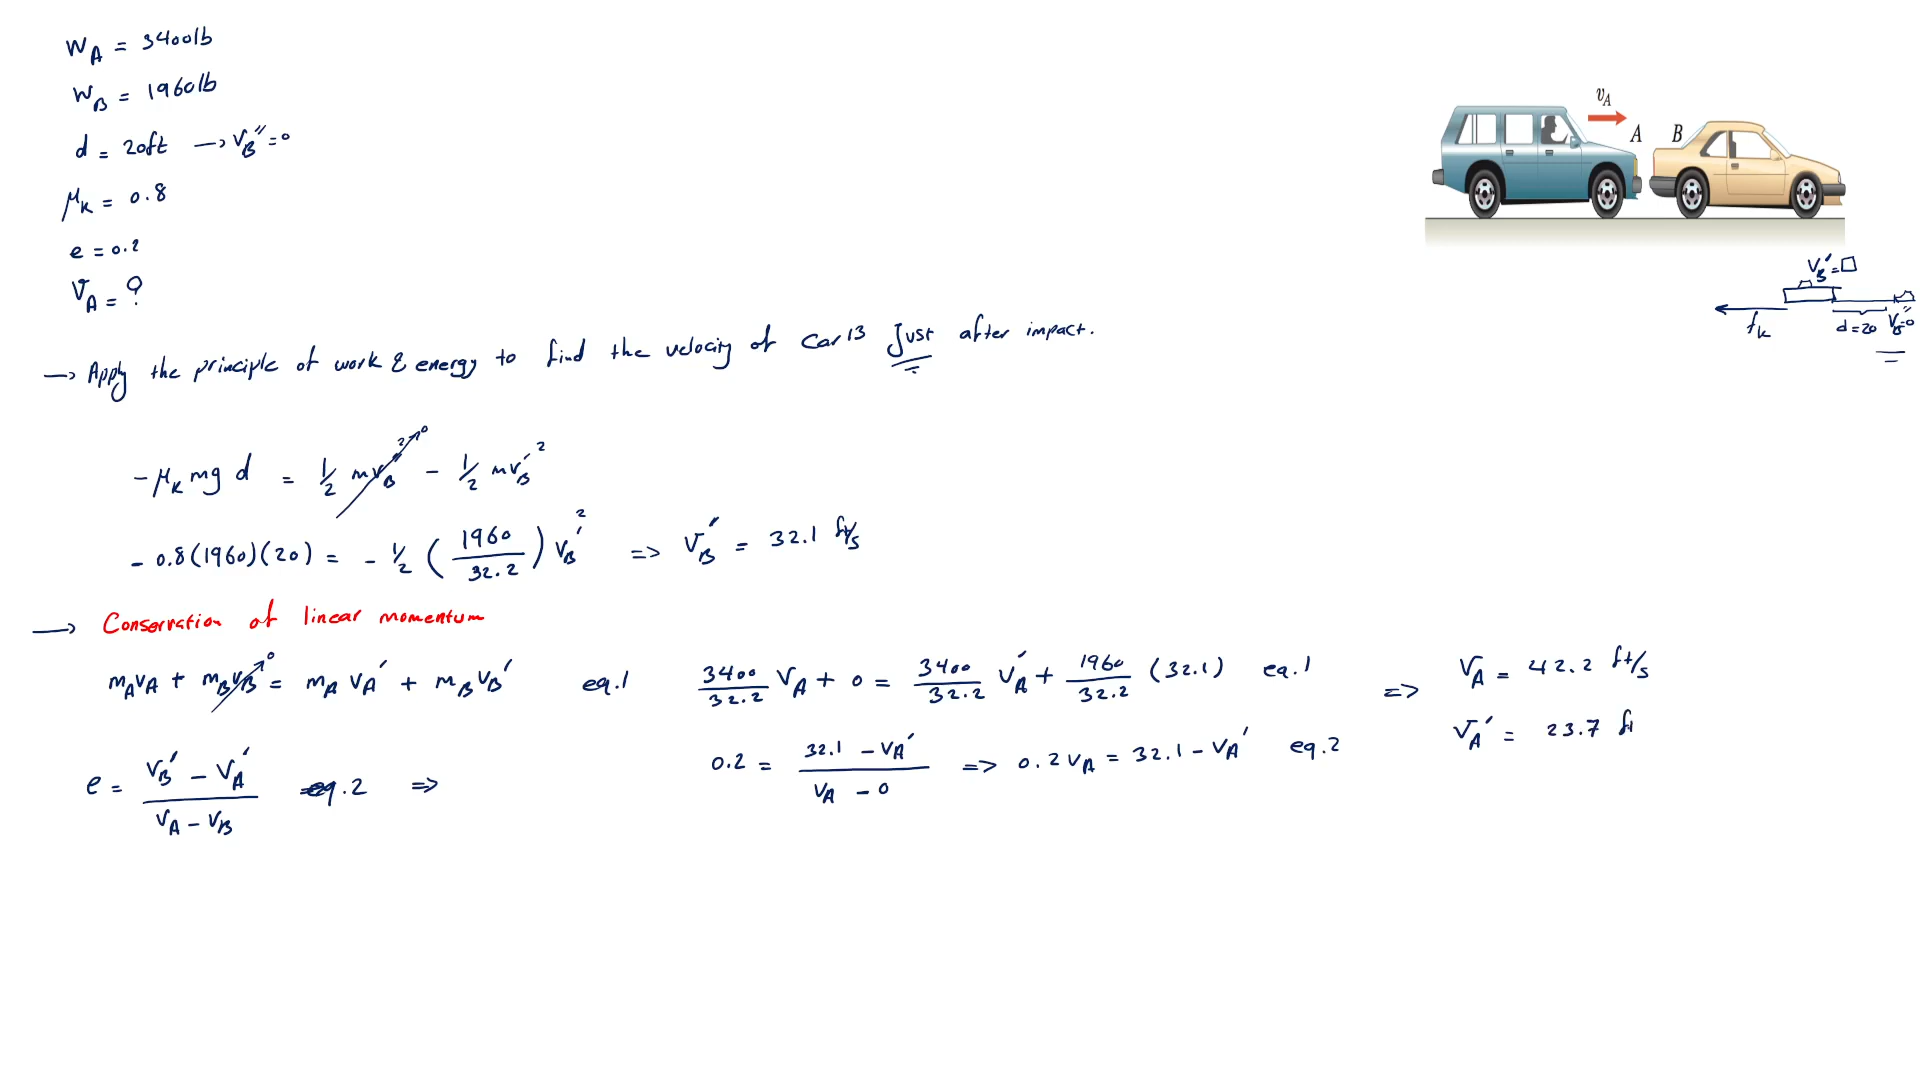 W_A = 3400lb
W_B = 1960lb
d = 20ft → V_B'' = 0
μ_k = 0.8
e = 0.2
V_A = ?
v_A
A B
V_B' = □
f_k d = 20 V_B'' = 0
→ Apply the principle of work & energy to find the velocity of Car B Just after impact.
- μ_k mg d = 1/2 m v_B''^2 ↗0 - 1/2 m v_B'^2
- 0.8(1960)(20) = - 1/2 (1960/32.2) v_B'^2 => V_B' = 32.1 ft/s
→ Conservation of linear momentum
m_A v_A + m_B v_B ↗0 = m_A v_A' + m_B v_B' eq.1 3400/32.2 V_A + 0 = 3400/32.2 V_A' + 1960/32.2 (32.1) eq.1 => V_A = 42.2 ft/s
V_A' = 23.7 ft
e = (V_B' - V_A')/(V_A - V_B) eq.2 => 0.2 = (32.1 - V_A')/(V_A - 0) => 0.2 V_A = 32.1 - V_A' eq.2